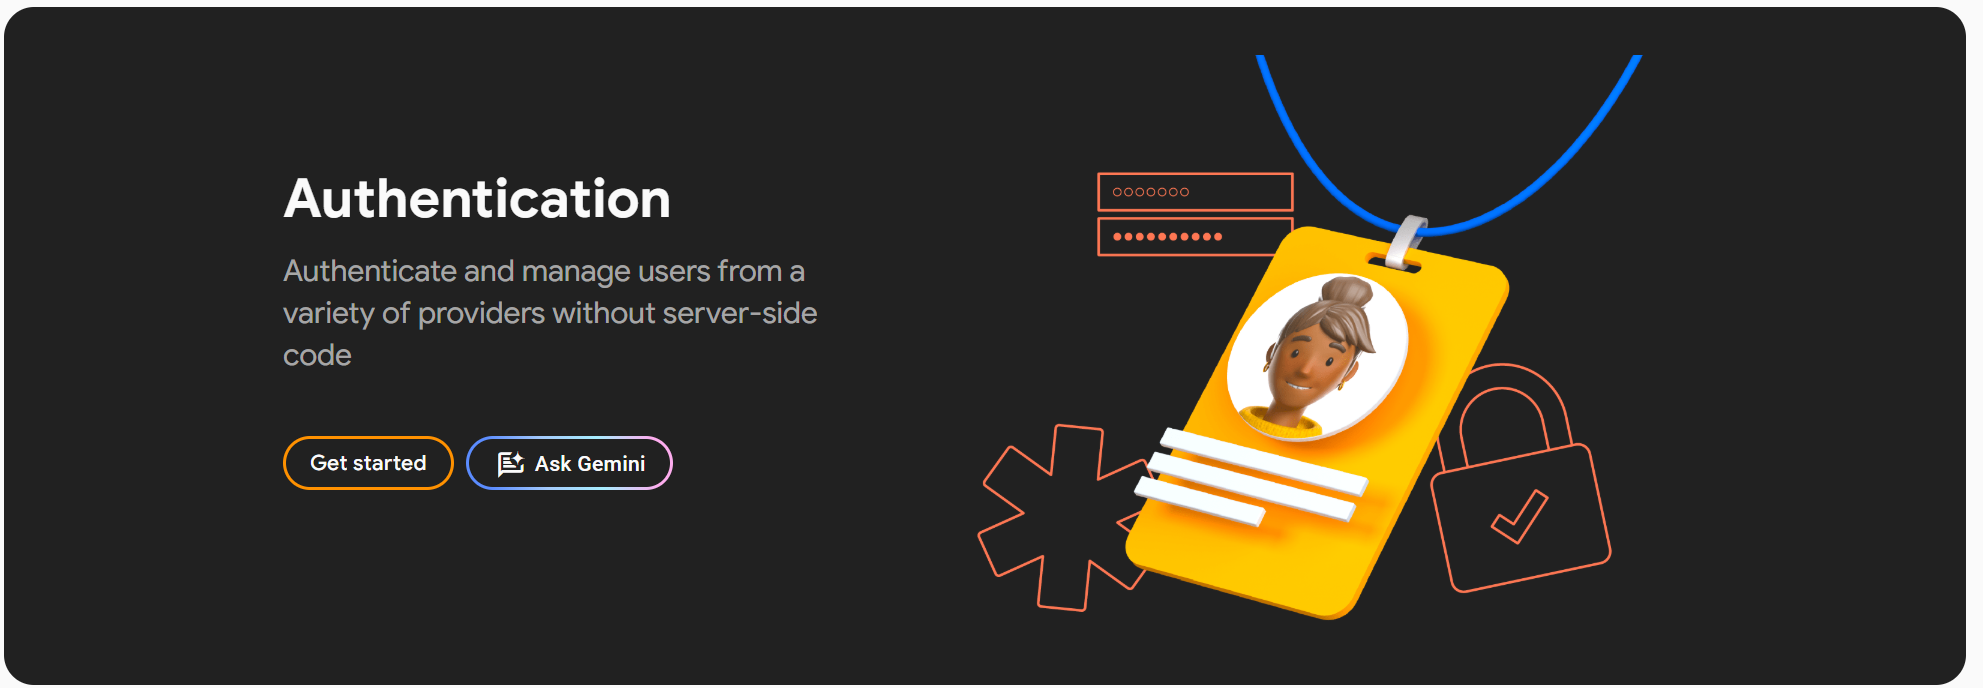 Authentication
Authenticate and manage users from a
variety of providers without server-side
code
Get started
Ask Gemini